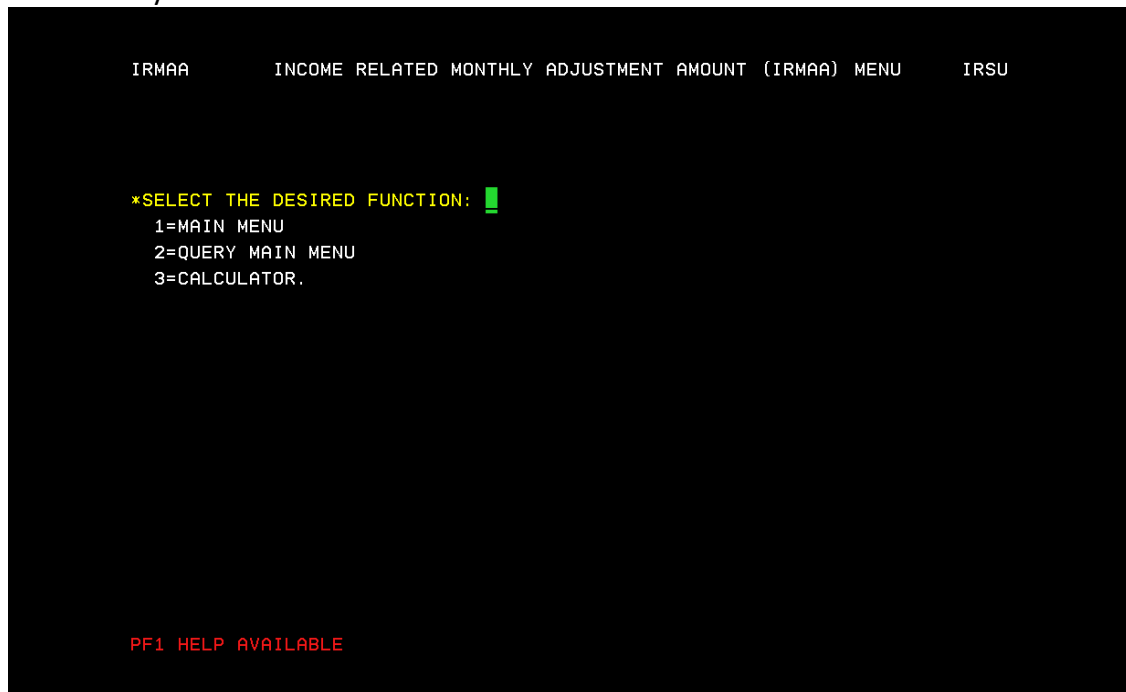 IRMAA INCOME RELATED MONTHLY ADJUSTMENT AMOUNT (IRMAA) MENU IRSU
*SELECT THE DESIRED FUNCTION:
1=MAIN MENU
2=QUERY MAIN MENU
3=CALCULATOR.
PF1 HELP AVAILABLE